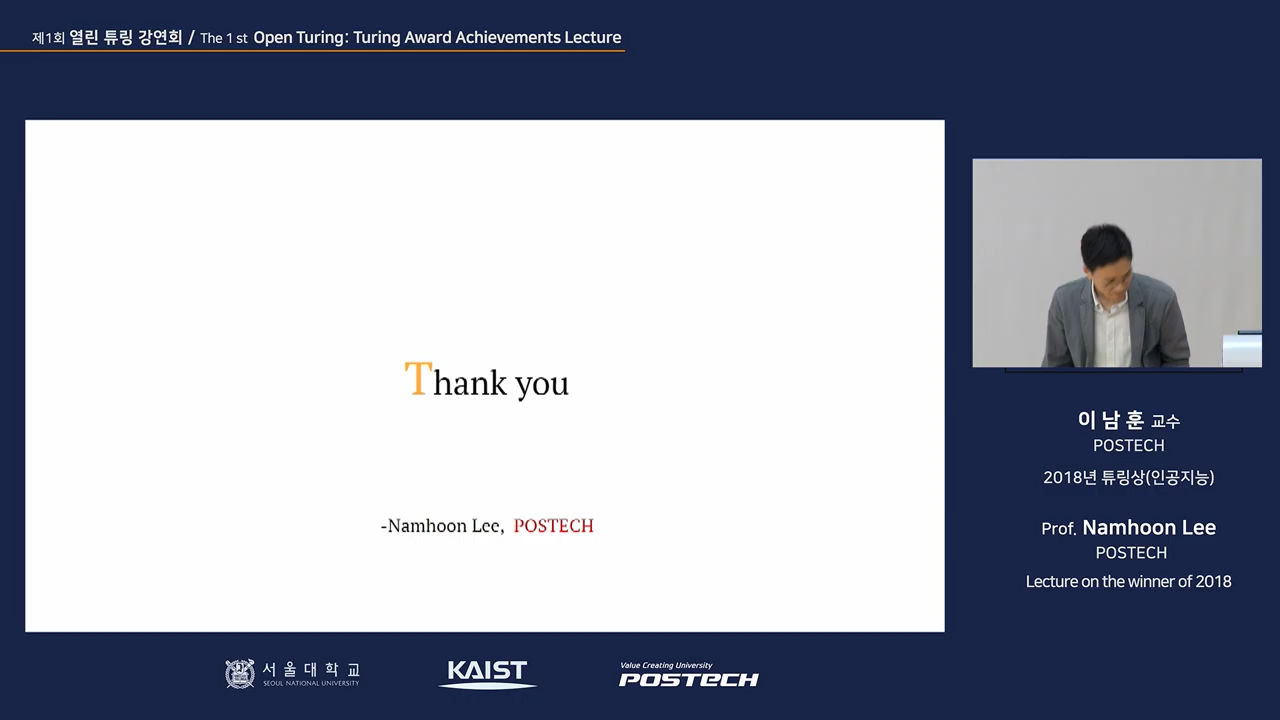 제1회 열린 튜링 강연회 / The 1 st Open Turing: Turing Award Achievements Lecture
Thank you
-Namhoon Lee, POSTECH
이 남 훈 교수
POSTECH
2018년 튜링상(인공지능)
Prof. Namhoon Lee
POSTECH
Lecture on the winner of 2018
서울대학교
SEOUL NATIONAL UNIVERSITY
KAIST
Value Creating University
POSTECH